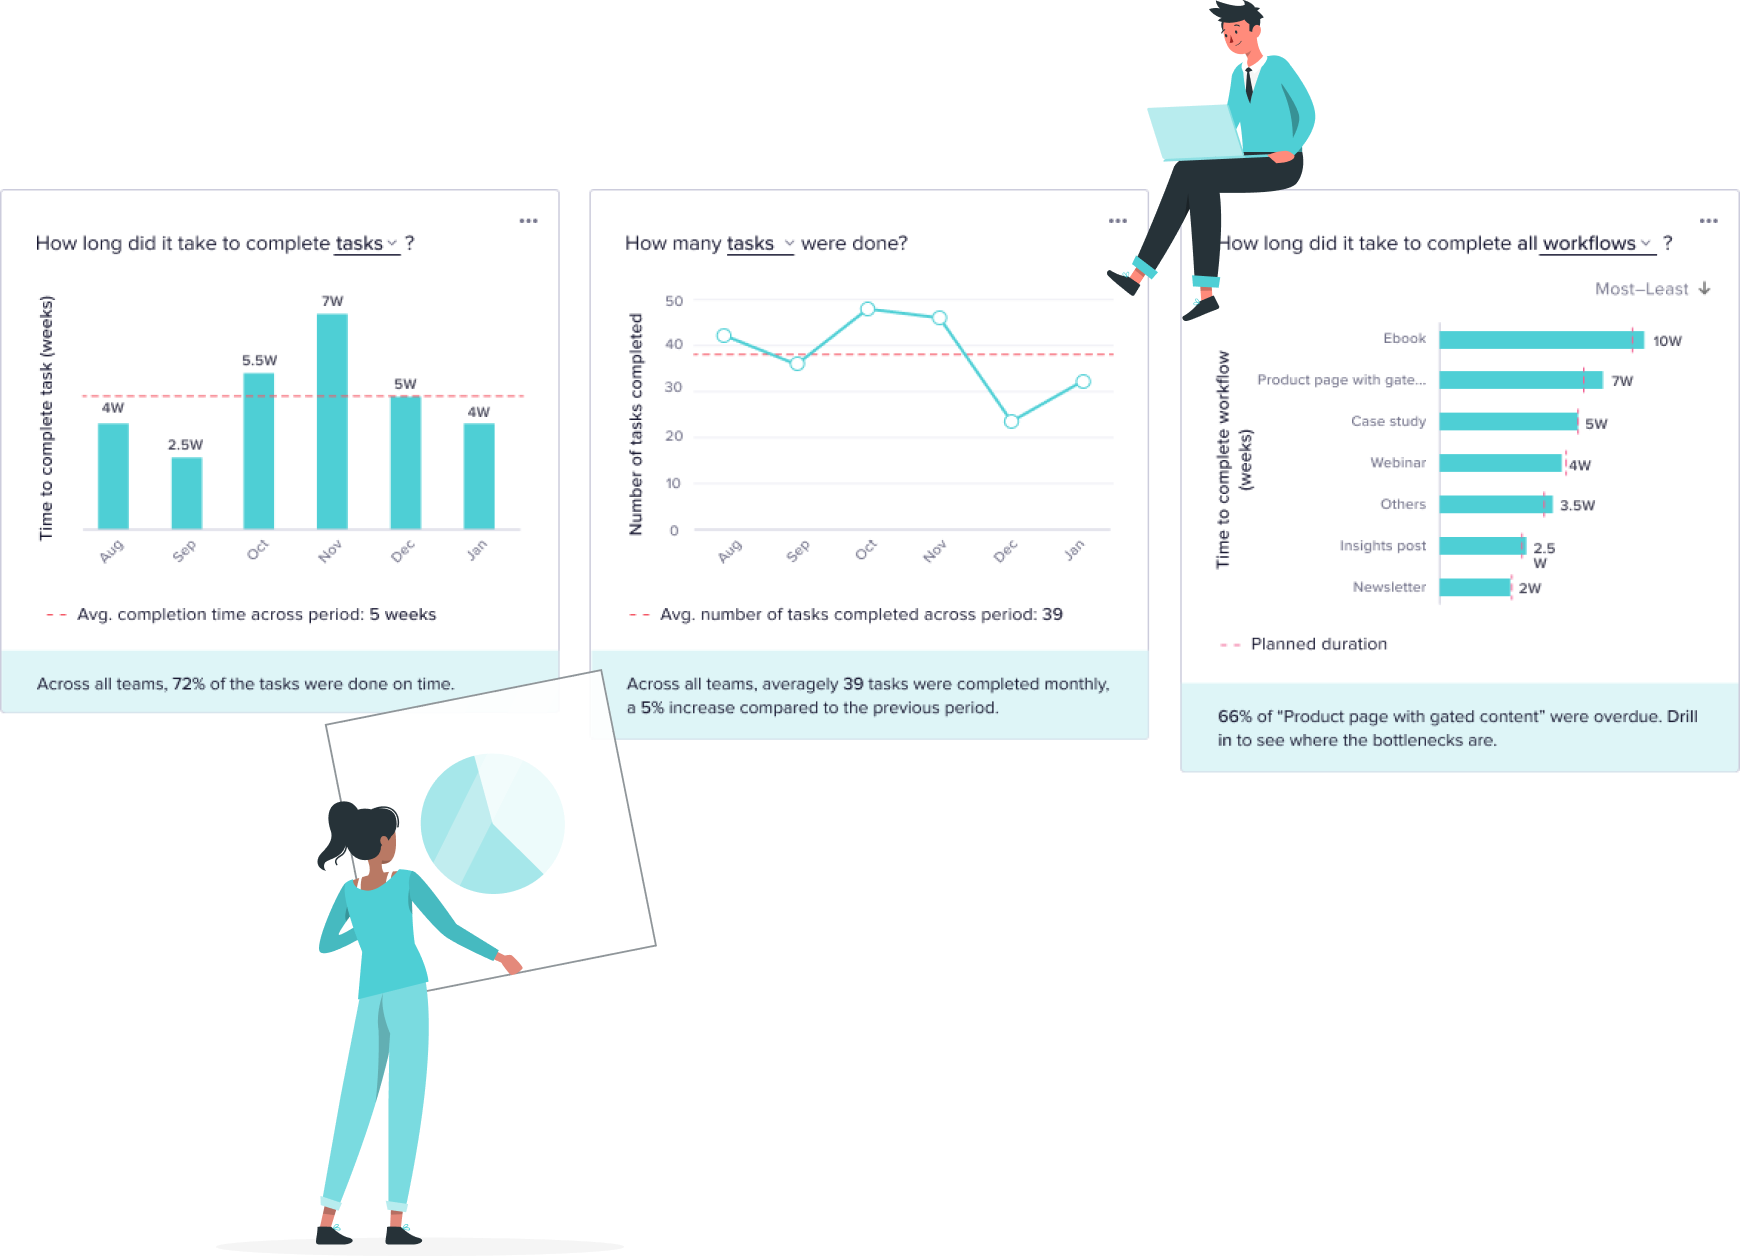 How long did it take to complete tasks ?
Time to complete task (weeks)
4W
2.5W
5.5W
7W
5W
4W
Aug
Sep
Oct
Nov
Dec
Jan
Avg. completion time across period: 5 weeks
Across all teams, 72% of the tasks were done on time.
How many tasks were done?
Number of tasks completed
50
40
30
20
10
0
Aug
Sep
Oct
Nov
Dec
Jan
Avg. number of tasks completed across period: 39
Across all teams, averagely 39 tasks were completed monthly,
a 5% increase compared to the previous period.
How long did it take to complete all workflows ?
Most–Least
Time to complete workflow
(weeks)
Ebook 10W
Product page with gate... 7W
Case study 5W
Webinar 4W
Others 3.5W
Insights post 2.5
W
Newsletter 2W
Planned duration
66% of “Product page with gated content” were overdue. Drill
in to see where the bottlenecks are.